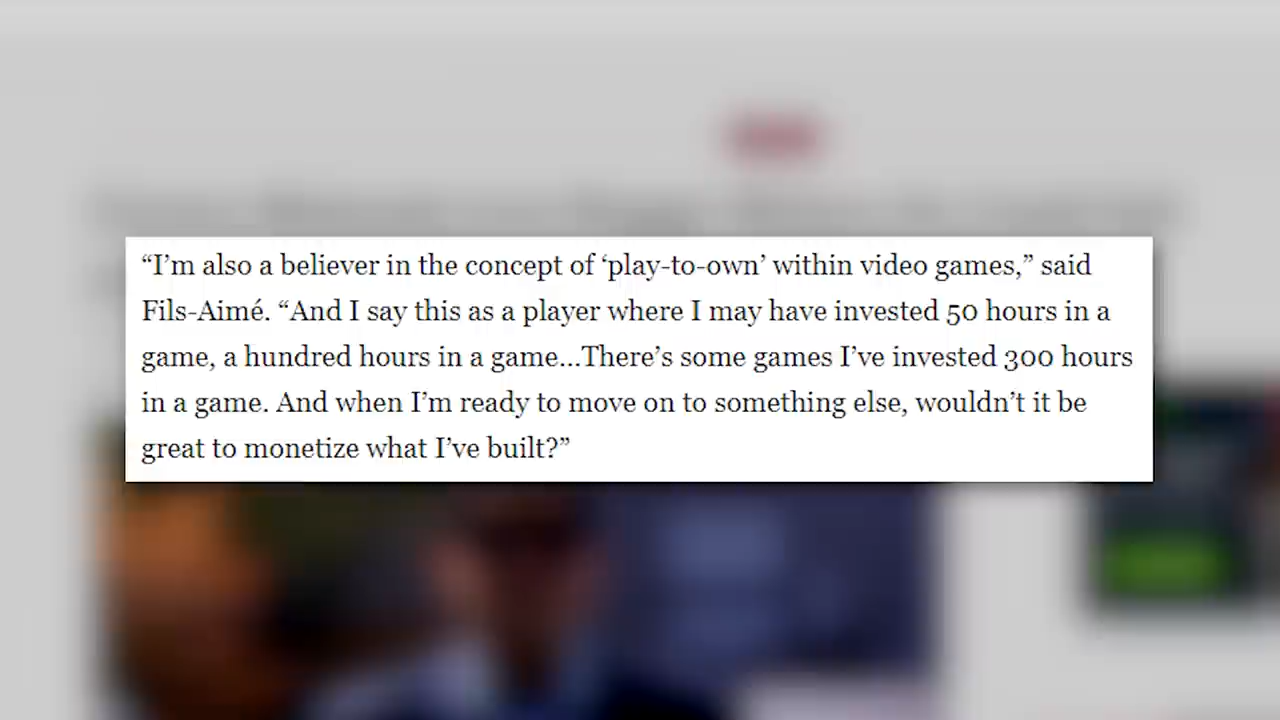 “I’m also a believer in the concept of ‘play-to-own’ within video games,” said
Fils-Aimé. “And I say this as a player where I may have invested 50 hours in a
game, a hundred hours in a game...There’s some games I’ve invested 300 hours
in a game. And when I’m ready to move on to something else, wouldn’t it be
great to monetize what I’ve built?”